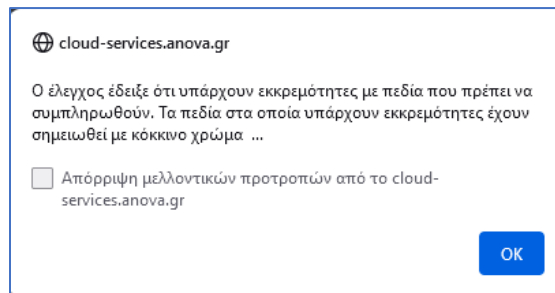 cloud-services.anova.gr
Ο έλεγχος έδειξε ότι υπάρχουν εκκρεμότητες με πεδία που πρέπει να
συμπληρωθούν. Τα πεδία στα οποία υπάρχουν εκκρεμότητες έχουν
σημειωθεί με κόκκινο χρώμα ...
Απόρριψη μελλοντικών προτροπών από το cloud-
services.anova.gr
OK